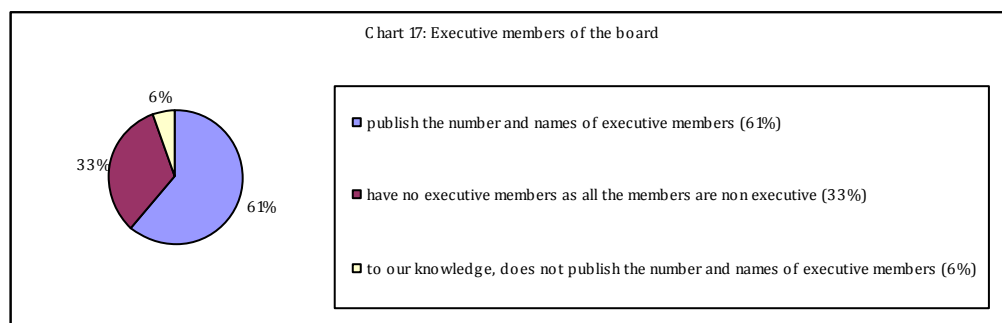 Chart 17: Executive members of the board
6%
33%
61%
publish the number and names of executive members (61%)
have no executive members as all the members are non executive (33%)
to our knowledge, does not publish the number and names of executive members (6%)